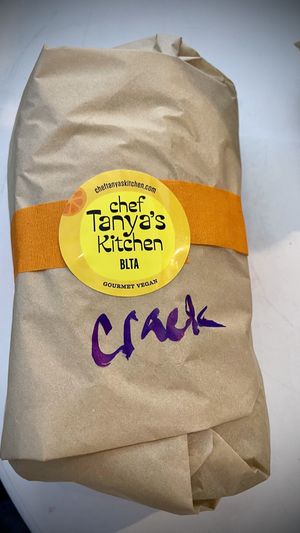 cheftanyaskitchen.com
chef
Tanya's
Kitchen
BLTA
GOURMET VEGAN
crack